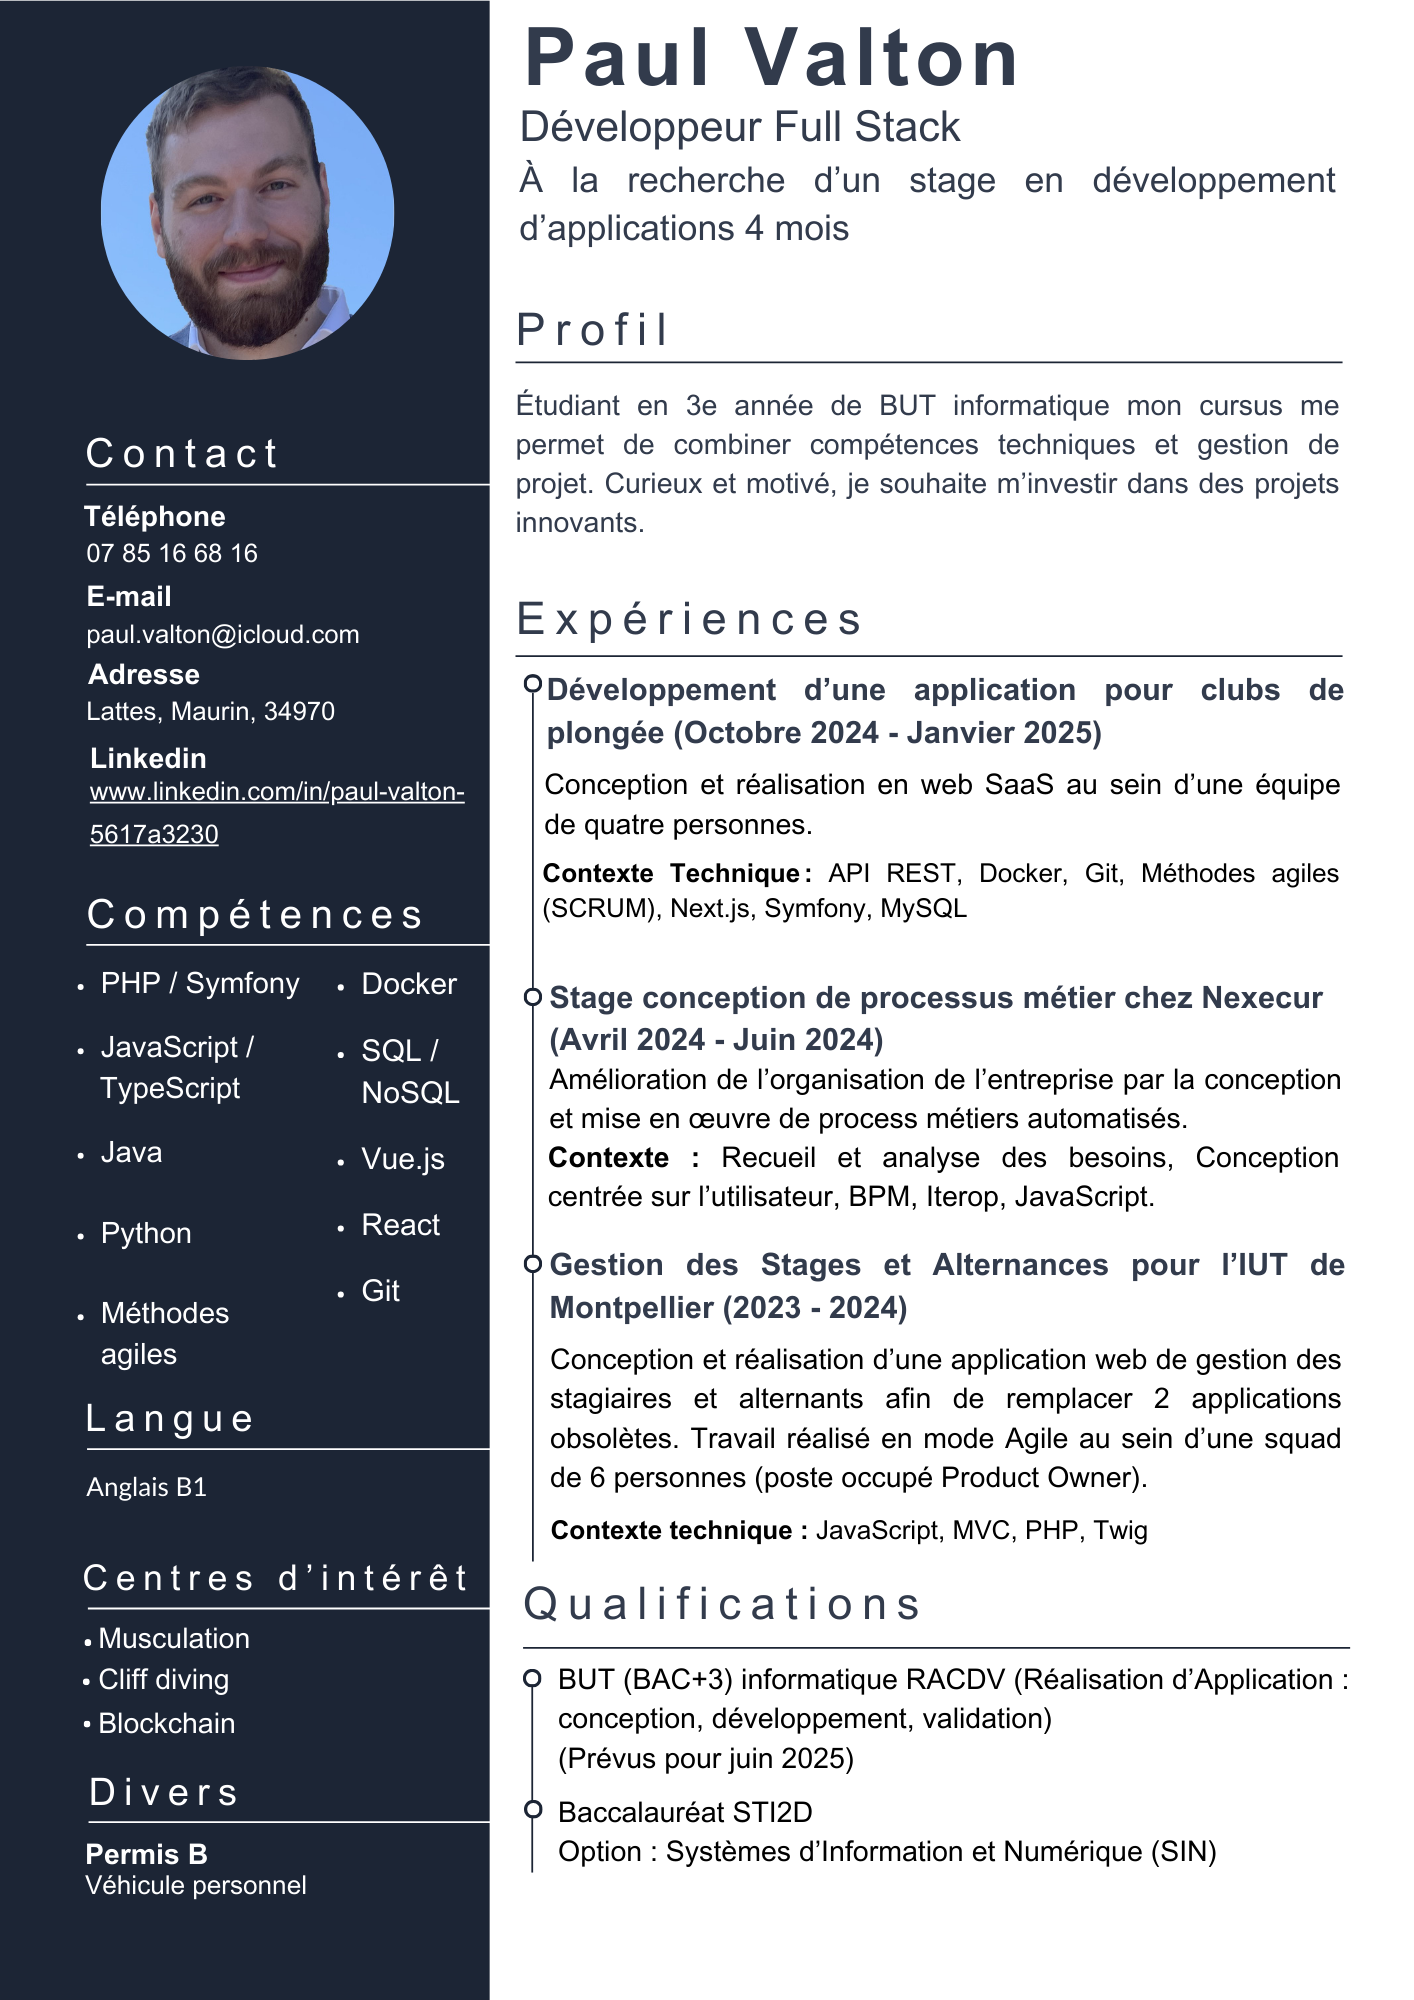 Paul Valton
Développeur Full Stack
À la recherche d’un stage en développement
d’applications 4 mois
Contact
Téléphone
07 85 16 68 16
E-mail
paul.valton@icloud.com
Adresse
Lattes, Maurin, 34970
Linkedin
www.linkedin.com/in/paul-valton-
5617a3230
Compétences
• PHP / Symfony
• JavaScript /
TypeScript
• Java
• Python
• Méthodes
agiles
• Docker
• SQL /
NoSQL
• Vue.js
• React
• Git
Langue
Anglais B1
Centres d’intérêt
• Musculation
• Cliff diving
• Blockchain
Divers
Permis B
Véhicule personnel
Profil
Étudiant en 3e année de BUT informatique mon cursus me
permet de combiner compétences techniques et gestion de
projet. Curieux et motivé, je souhaite m’investir dans des projets
innovants.
Expériences
Développement d’une application pour clubs de
plongée (Octobre 2024 - Janvier 2025)
Conception et réalisation en web SaaS au sein d’une équipe
de quatre personnes.
Contexte Technique : API REST, Docker, Git, Méthodes agiles
(SCRUM), Next.js, Symfony, MySQL
Stage conception de processus métier chez Nexecur
(Avril 2024 - Juin 2024)
Amélioration de l’organisation de l’entreprise par la conception
et mise en œuvre de process métiers automatisés.
Contexte : Recueil et analyse des besoins, Conception
centrée sur l’utilisateur, BPM, Iterop, JavaScript.
Gestion des Stages et Alternances pour l’IUT de
Montpellier (2023 - 2024)
Conception et réalisation d’une application web de gestion des
stagiaires et alternants afin de remplacer 2 applications
obsolètes. Travail réalisé en mode Agile au sein d’une squad
de 6 personnes (poste occupé Product Owner).
Contexte technique : JavaScript, MVC, PHP, Twig
Qualifications
BUT (BAC+3) informatique RACDV (Réalisation d’Application :
conception, développement, validation)
(Prévus pour juin 2025)
Baccalauréat STI2D
Option : Systèmes d’Information et Numérique (SIN)